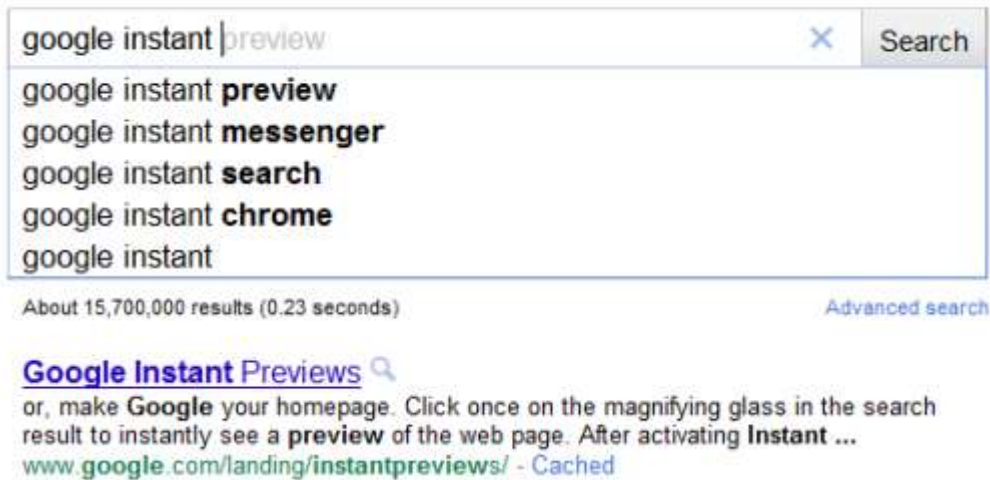 google instant preview
Search
google instant preview
google instant messenger
google instant search
google instant chrome
google instant
About 15,700,000 results (0.23 seconds) Advanced search
Google Instant Previews
or, make Google your homepage. Click once on the magnifying glass in the search
result to instantly see a preview of the web page. After activating Instant ...
www.google.com/landing/instantpreviews/ - Cached